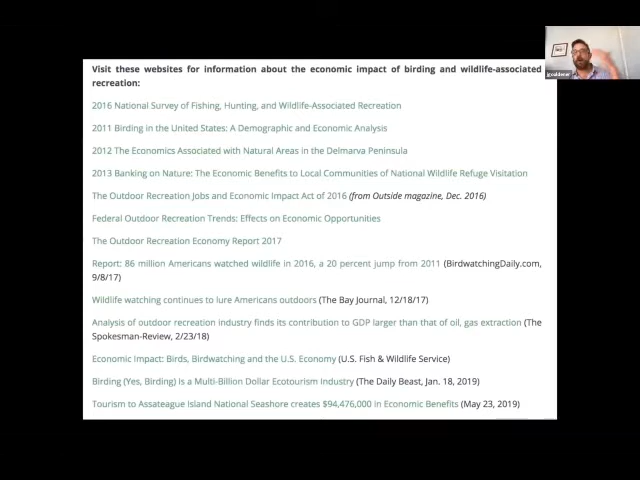 Visit these websites for information about the economic impact of birding and wildlife-associated
recreation:
2016 National Survey of Fishing, Hunting, and Wildlife-Associated Recreation
2011 Birding in the United States: A Demographic and Economic Analysis
2012 The Economics Associated with Natural Areas in the Delmarva Peninsula
2013 Banking on Nature: The Economic Benefits to Local Communities of National Wildlife Refuge Visitation
The Outdoor Recreation Jobs and Economic Impact Act of 2016 (from Outside magazine, Dec. 2016)
Federal Outdoor Recreation Trends: Effects on Economic Opportunities
The Outdoor Recreation Economy Report 2017
Report: 86 million Americans watched wildlife in 2016, a 20 percent jump from 2011 (BirdwatchingDaily.com,
9/8/17)
Wildlife watching continues to lure Americans outdoors (The Bay Journal, 12/18/17)
Analysis of outdoor recreation industry finds its contribution to GDP larger than that of oil, gas extraction (The
Spokesman-Review, 2/23/18)
Economic Impact: Birds, Birdwatching and the U.S. Economy (U.S. Fish & Wildlife Service)
Birding (Yes, Birding) Is a Multi-Billion Dollar Ecotourism Industry (The Daily Beast, Jan. 18, 2019)
Tourism to Assateague Island National Seashore creates $94,476,000 in Economic Benefits (May 23, 2019)